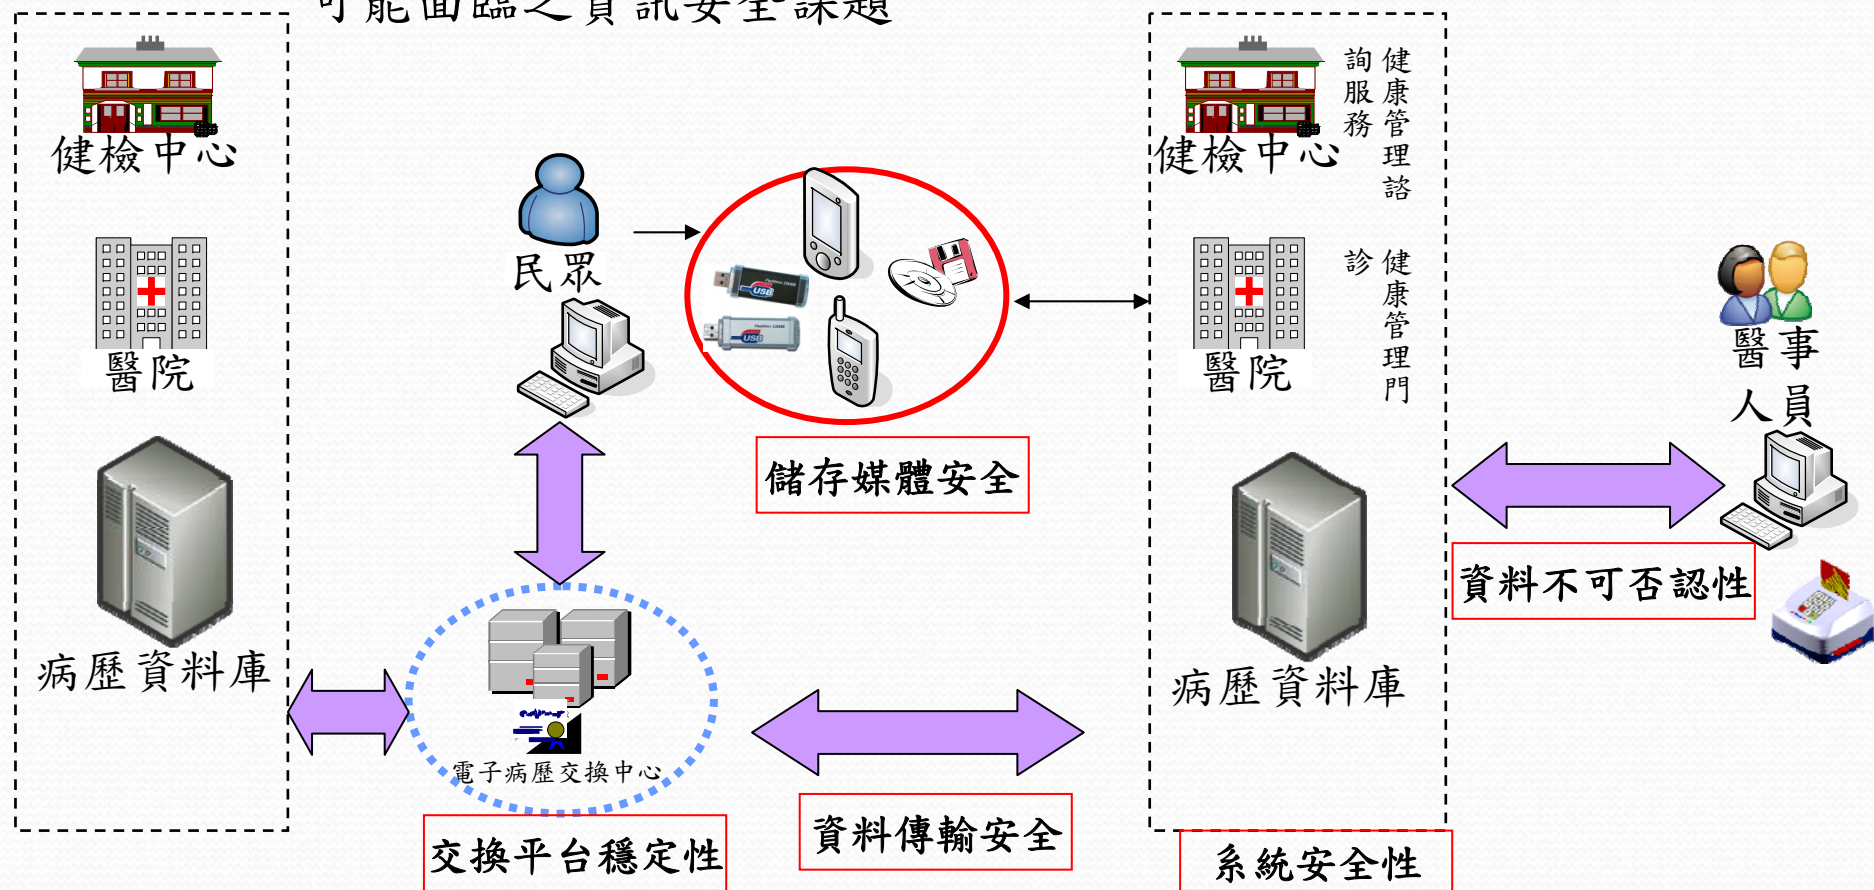 可能面臨之資訊安全課題
健檢中心
醫院
病歷資料庫
民眾
USB
USB
儲存媒體安全
電子病歷交換中心
交換平台穩定性
資料傳輸安全
健檢中心
健康管理諮
詢服務
醫院
健康管理門
診
病歷資料庫
系統安全性
醫事
人員
資料不可否認性